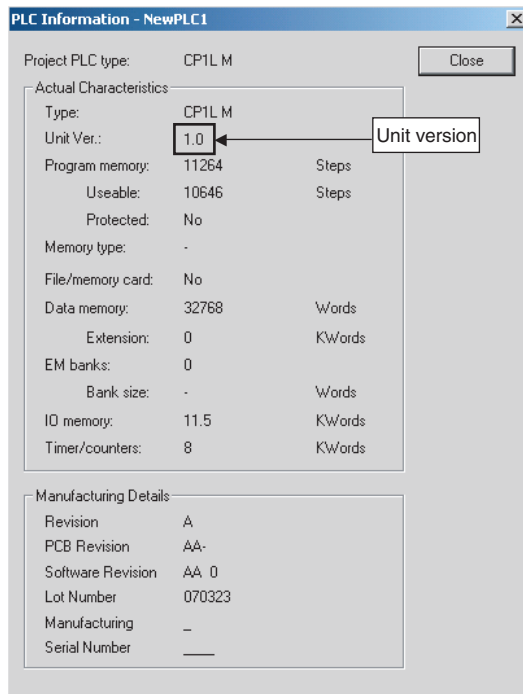 PLC Information - NewPLC1
Project PLC type: CP1L M Close
Actual Characteristics
Type: CP1L M
Unit Ver.: 1.0 Unit version
Program memory: 11264 Steps
Useable: 10646 Steps
Protected: No
Memory type: -
File/memory card: No
Data memory: 32768 Words
Extension: 0 KWords
EM banks: 0
Bank size: - Words
IO memory: 11.5 KWords
Timer/counters: 8 KWords
Manufacturing Details
Revision A
PCB Revision AA-
Software Revision AA 0
Lot Number 070323
Manufacturing _
Serial Number ____